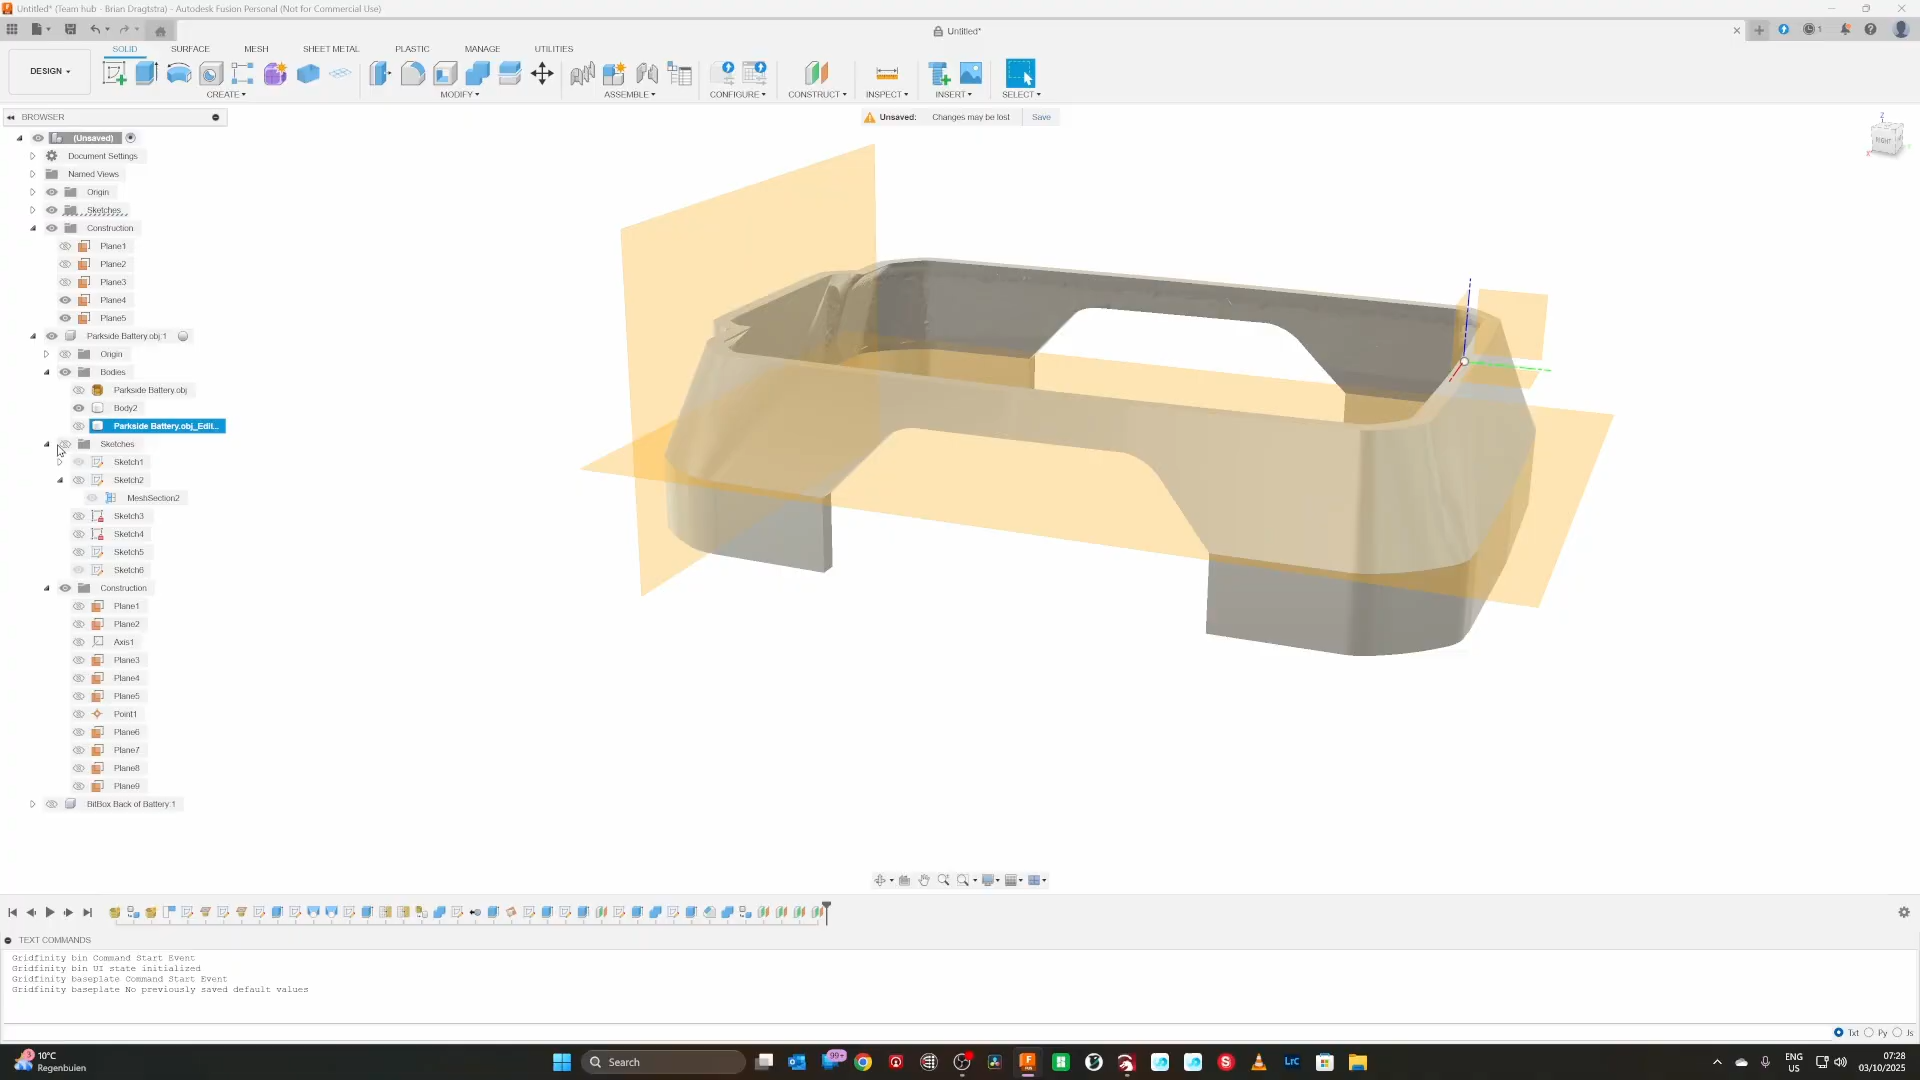 Untitled* (Team hub - Brian Dragtstra) - Autodesk Fusion Personal (Not for Commercial Use)
Untitled*
1
DESIGN
SOLID
SURFACE
MESH
SHEET METAL
PLASTIC
MANAGE
UTILITIES
CREATE
MODIFY
ASSEMBLE
CONFIGURE
CONSTRUCT
INSPECT
INSERT
SELECT
BROWSER
Unsaved: Changes may be lost Save
(Unsaved)
Document Settings
Named Views
Origin
Sketches
Construction
Plane1
Plane2
Plane3
Plane4
Plane5
Parkside Battery.obj:1
Origin
Bodies
Parkside Battery.obj
Body2
Parkside Battery.obj_Edit...
Sketches
Sketch1
Sketch2
MeshSection2
Sketch3
Sketch4
Sketch5
Sketch6
Construction
Plane1
Plane2
Axis1
Plane3
Plane4
Plane5
Point1
Plane6
Plane7
Plane8
Plane9
BitBox Back of Battery:1
Z
RIGHT
X
TEXT COMMANDS
Gridfinity bin Command Start Event
Gridfinity bin UI state initialized
Gridfinity baseplate Command Start Event
Gridfinity baseplate No previously saved default values
Txt Py Js
10°C
Regenbuien
Search
99+
LrC
ENG
US
07:28
03/10/2025